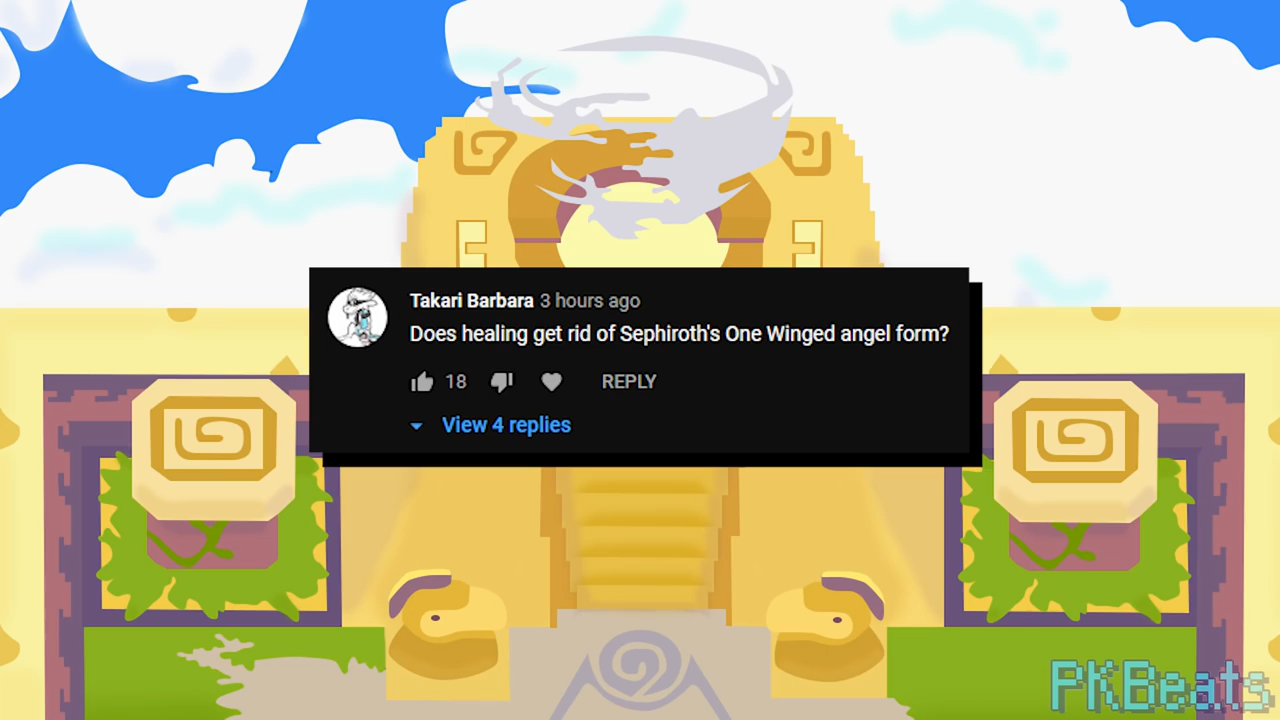 Takari Barbara 3 hours ago
Does healing get rid of Sephiroth's One Winged angel form?
18 REPLY
View 4 replies
PKBeats